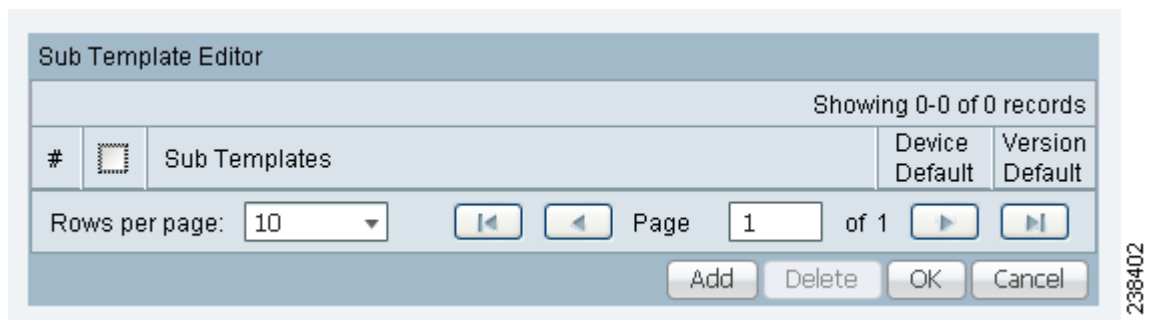 Sub Template Editor
Showing 0-0 of 0 records
# Sub Templates Device Default Version Default
Rows per page: 10 Page 1 of 1
Add Delete OK Cancel
238402